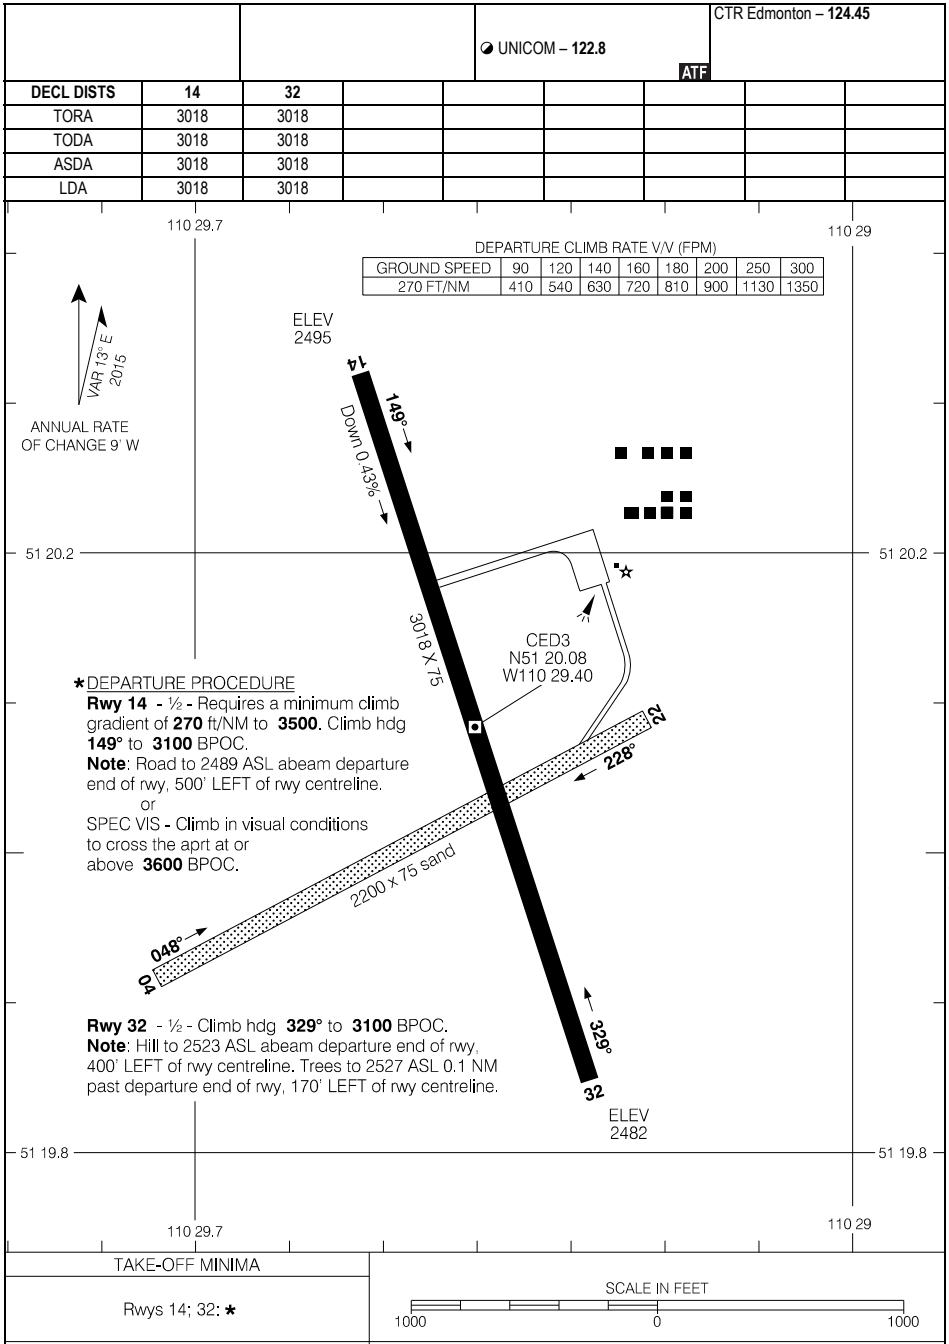 CTR Edmonton – 124.45
UNICOM – 122.8
ATF
DECL DISTS 14 32
TORA 3018 3018
TODA 3018 3018
ASDA 3018 3018
LDA 3018 3018
110 29.7
110 29
DEPARTURE CLIMB RATE V/V (FPM)
GROUND SPEED 90 120 140 160 180 200 250 300
270 FT/NM 410 540 630 720 810 900 1130 1350
VAR 13° E
2015
ANNUAL RATE
OF CHANGE 9' W
ELEV
2495
14
149°
Down 0.43%
51 20.2
51 20.2
3018 X 75
CED3
N51 20.08
W110 29.40
*DEPARTURE PROCEDURE
Rwy 14 - ½ - Requires a minimum climb
gradient of 270 ft/NM to 3500. Climb hdg
149° to 3100 BPOC.
Note: Road to 2489 ASL abeam departure
end of rwy, 500' LEFT of rwy centreline.
or
SPEC VIS - Climb in visual conditions
to cross the aprt at or
above 3600 BPOC.
22
228°
2200 x 75 sand
048°
04
Rwy 32 - ½ - Climb hdg 329° to 3100 BPOC.
Note: Hill to 2523 ASL abeam departure end of rwy,
400' LEFT of rwy centreline. Trees to 2527 ASL 0.1 NM
past departure end of rwy, 170' LEFT of rwy centreline.
329°
32
ELEV
2482
51 19.8
51 19.8
110 29.7
110 29
TAKE-OFF MINIMA
Rwys 14; 32: *
SCALE IN FEET
1000 0 1000